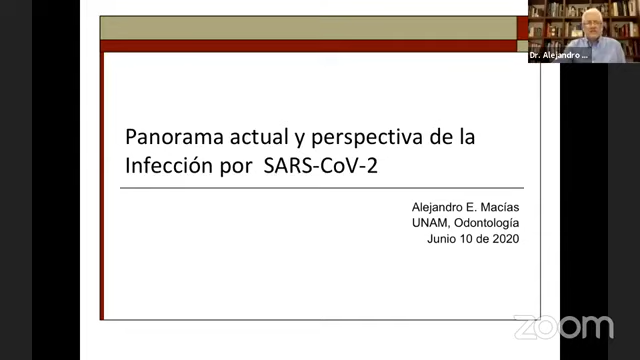 Dr. Alejandro ...
Panorama actual y perspectiva de la
Infección por SARS-CoV-2
Alejandro E. Macías
UNAM, Odontología
Junio 10 de 2020
zoom